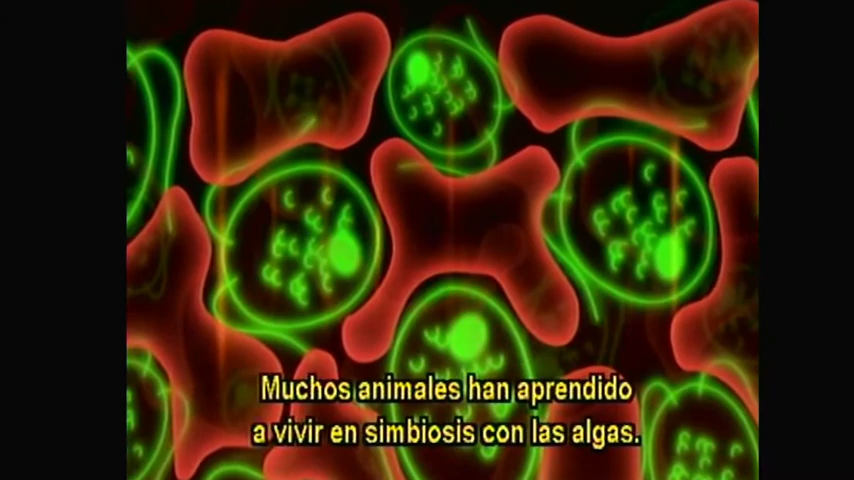 Muchos animales han aprendido
a vivir en simbiosis con las algas.